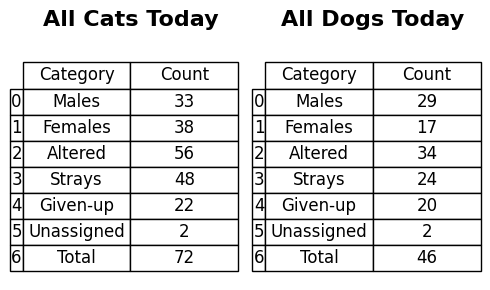 All Cats Today
Category Count
0 Males 33
1 Females 38
2 Altered 56
3 Strays 48
4 Given-up 22
5 Unassigned 2
6 Total 72
All Dogs Today
Category Count
0 Males 29
1 Females 17
2 Altered 34
3 Strays 24
4 Given-up 20
5 Unassigned 2
6 Total 46